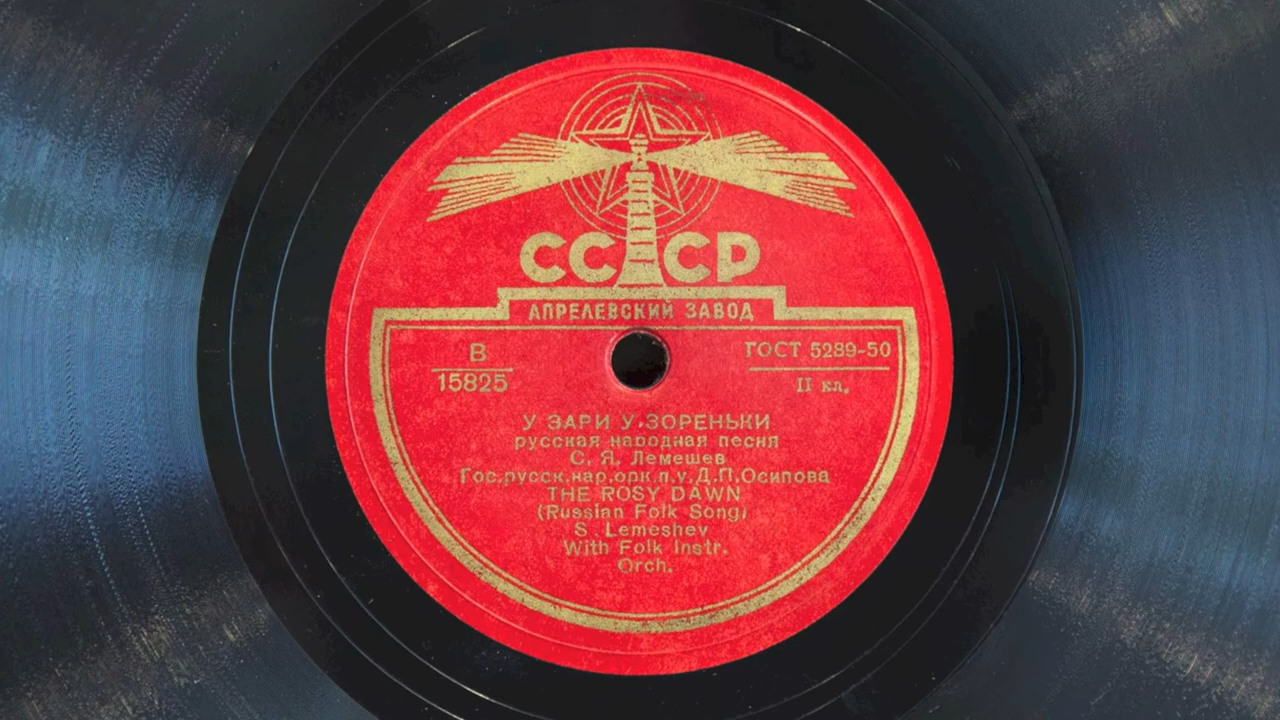 СССР
АПРЕЛЕВСКИЙ ЗАВОД
В
15825
ГОСТ 5289-50
II кл.
У ЗАРИ У ЗОРЕНЬКИ
русская народная песня
С. Я. Лемешев
Гос.русск.нар.орк.п.у.Д.П.Осипова
THE ROSY DAWN
(Russian Folk Song)
S. Lemeshev
With Folk Instr.
Orch.